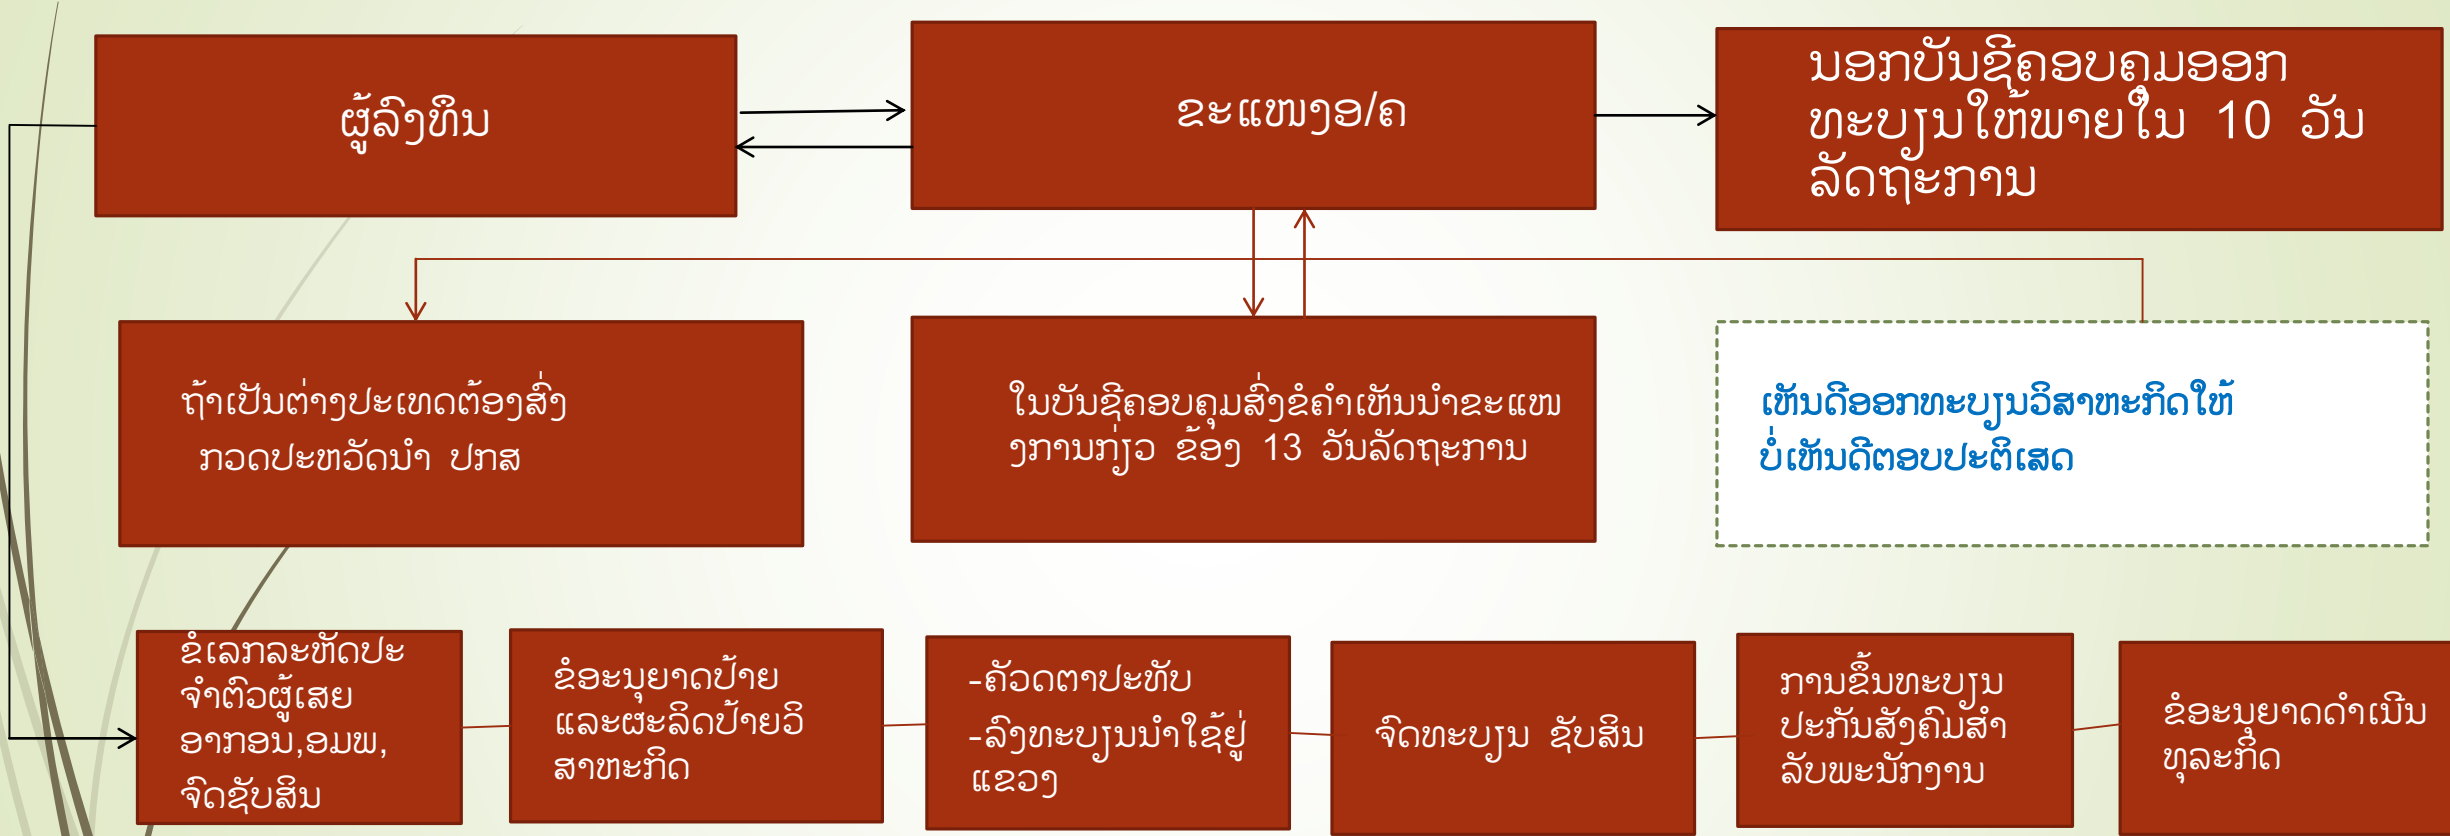 ຜູ້ລົງທຶນ
ຂະແໜງອ/ຄ
ນອກບັນຊີຄອບຄຸມອອກ
ທະບຽນໃຫ້ພາຍໃນ 10 ວັນ
ລັດຖະການ
ຖ້າເປັນຕ່າງປະເທດຕ້ອງສົ່ງ
ກວດປະຫວັດນຳ ປກສ
ໃນບັນຊີຄອບຄຸມສົ່ງຂໍຄຳເຫັນນຳຂະແໜ
ງການກ່ຽວ ຂ້ອງ 13 ວັນລັດຖະການ
ເຫັນດີອອກທະບຽນວິສາຫະກິດໃຫ້
ບໍ່ເຫັນດີຕອບປະຕິເສດ
ຂໍເລກລະຫັດປະ
ຈຳຕົວຜູ້ເສຍ
ອາກອນ,ອມພ,
ຈົດຊັບສິນ
ຂໍອະນຸຍາດປ້າຍ
ແລະຜະລິດປ້າຍວິ
ສາຫະກິດ
-ຄັວດຕາປະທັບ
-ລົງທະບຽນນຳໃຊ້ຢູ່
ແຂວງ
ຈົດທະບຽນ ຊັບສິນ
ການຂຶ້ນທະບຽນ
ປະກັນສັງຄົມສຳ
ລັບພະນັກງານ
ຂໍອະນຸຍາດດຳເນີນ
ທຸລະກິດ